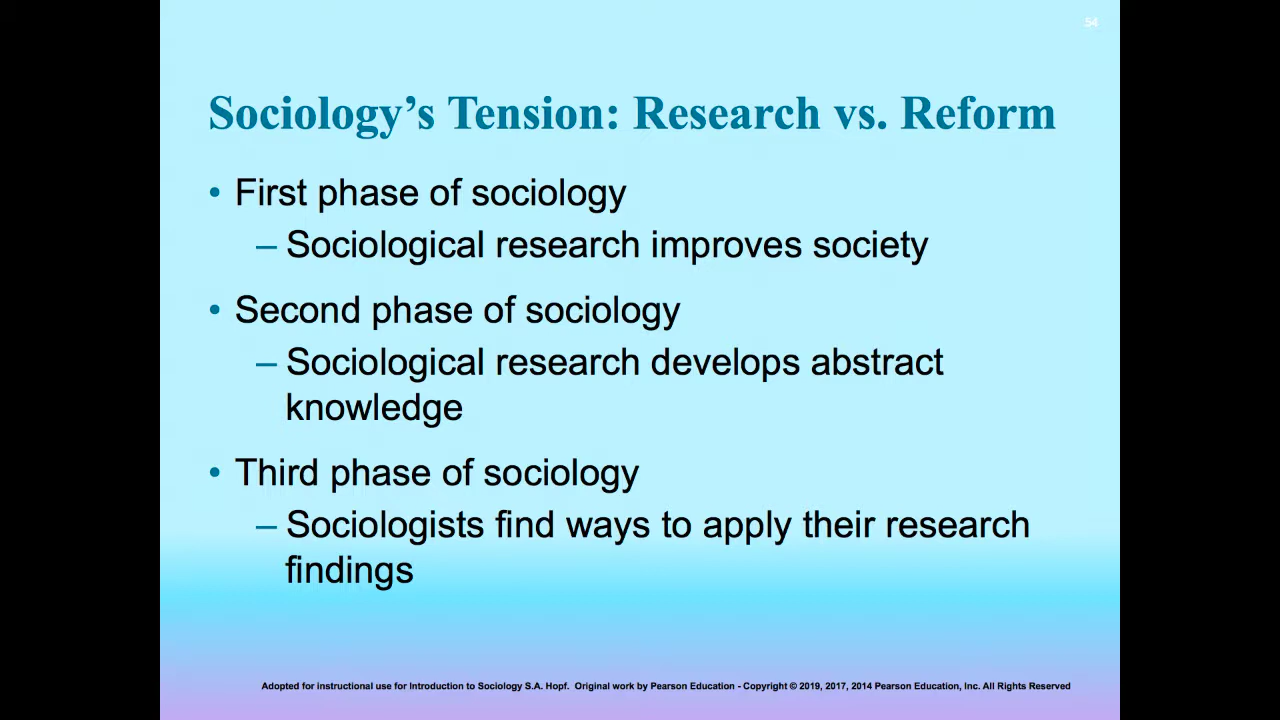 54
Sociology’s Tension: Research vs. Reform
• First phase of sociology
– Sociological research improves society
• Second phase of sociology
– Sociological research develops abstract
knowledge
• Third phase of sociology
– Sociologists find ways to apply their research
findings
Adopted for instructional use for Introduction to Sociology S.A. Hopf. Original work by Pearson Education - Copyright © 2019, 2017, 2014 Pearson Education, Inc. All Rights Reserved